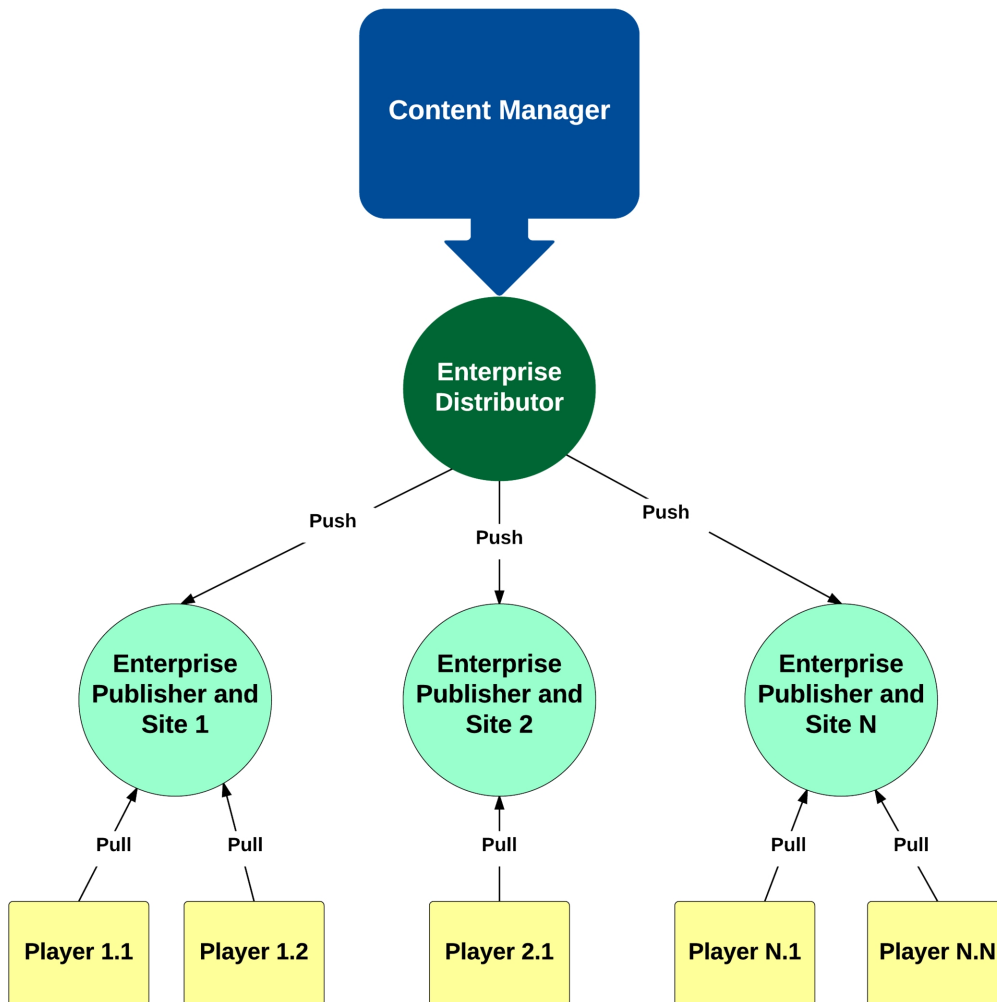 Content Manager
Enterprise
Distributor
Push
Push
Push
Enterprise
Publisher and
Site 1
Enterprise
Publisher and
Site 2
Enterprise
Publisher and
Site N
Pull
Pull
Pull
Pull
Pull
Player 1.1
Player 1.2
Player 2.1
Player N.1
Player N.N